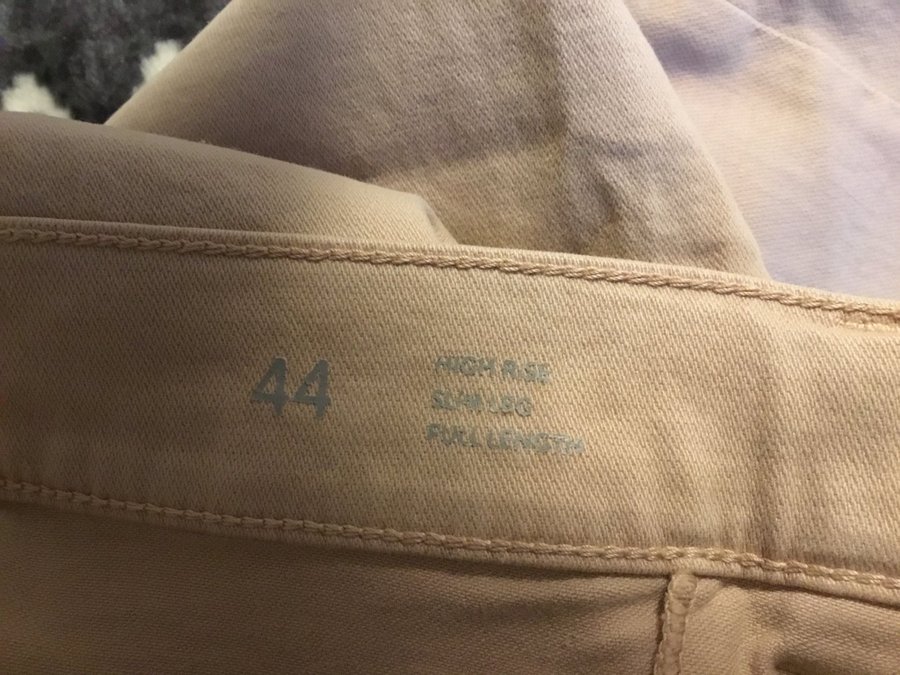 44
HIGH RISE
SLIM LEG
FULL LENGTH